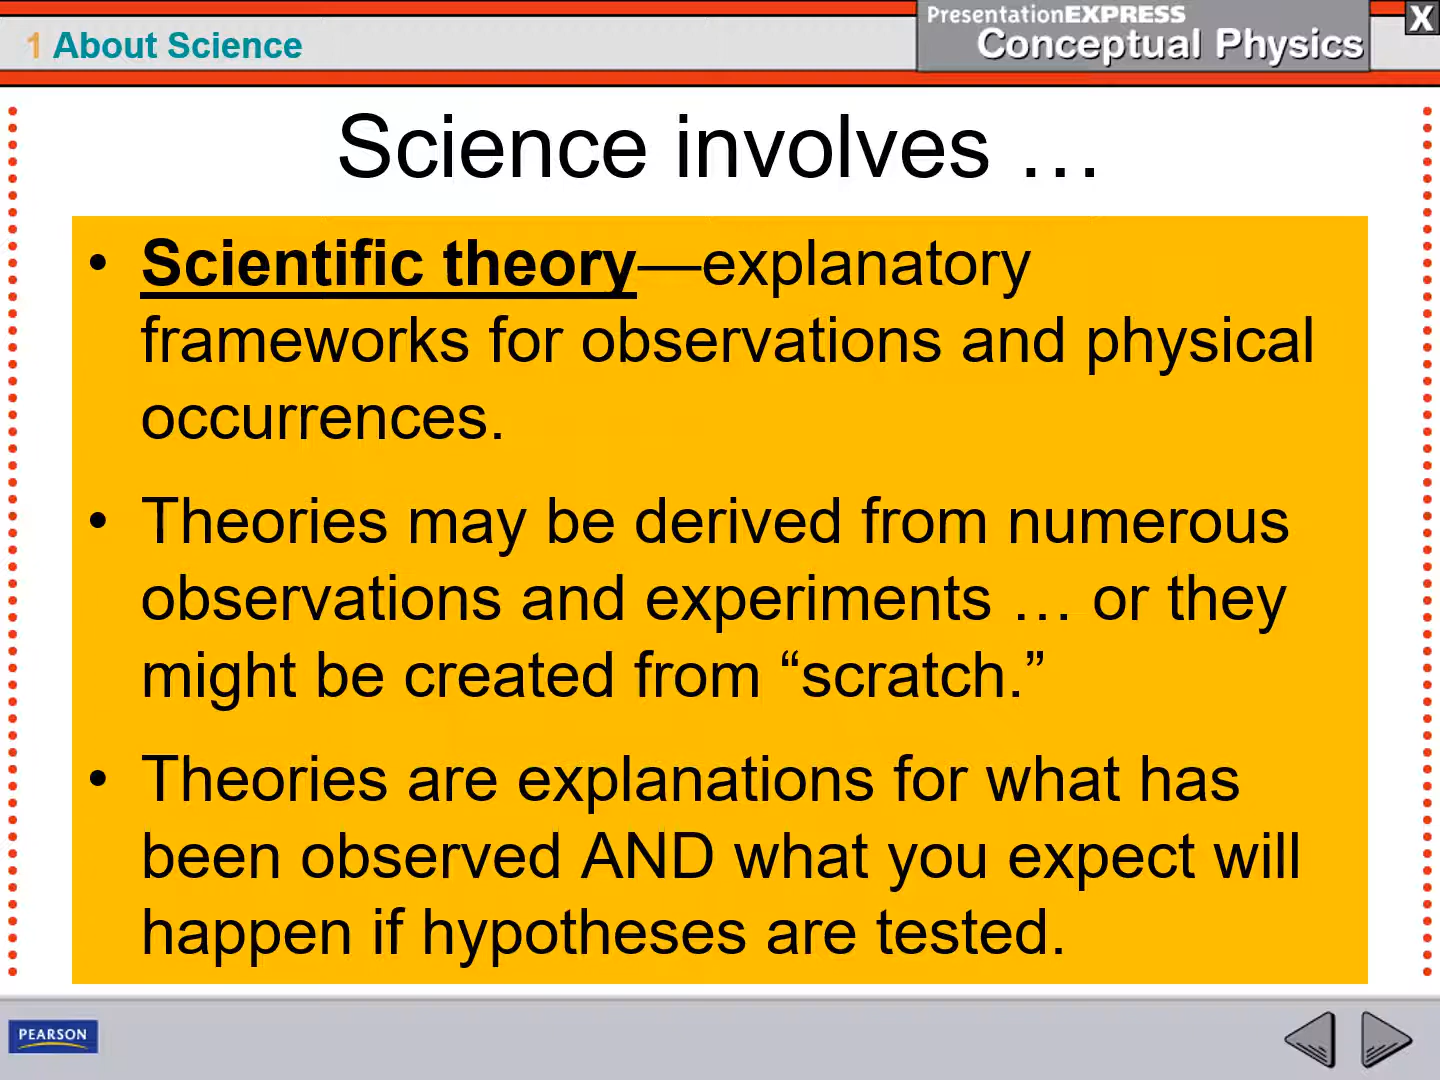 1 About Science
PresentationEXPRESS
Conceptual Physics
X
Science involves …
• Scientific theory—explanatory
frameworks for observations and physical
occurrences.
• Theories may be derived from numerous
observations and experiments … or they
might be created from “scratch.”
• Theories are explanations for what has
been observed AND what you expect will
happen if hypotheses are tested.
PEARSON